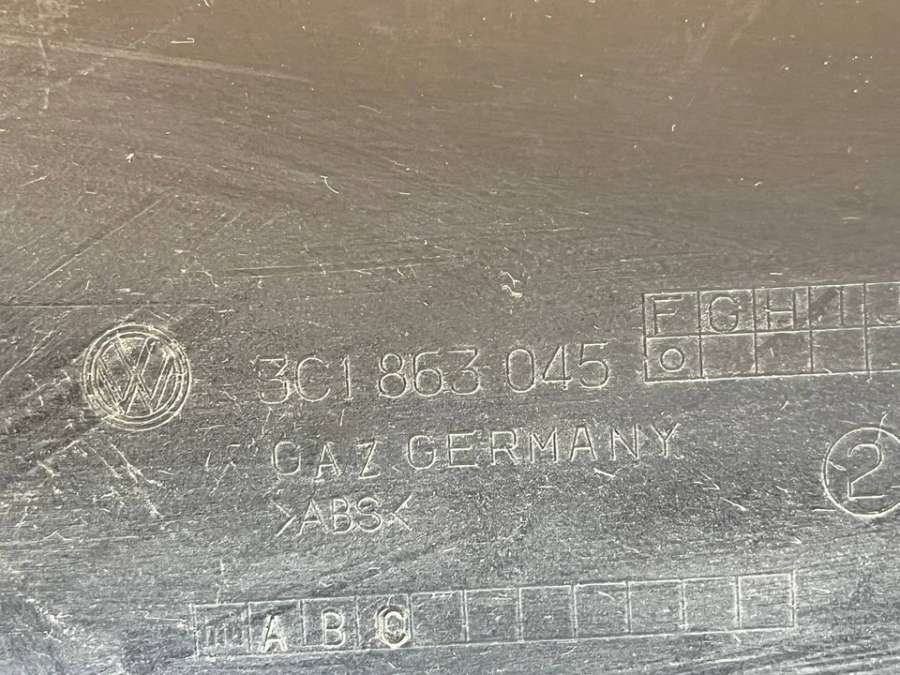 F G H I J
3C1 863 045
GAZ GERMANY
>ABS<
2
A B C